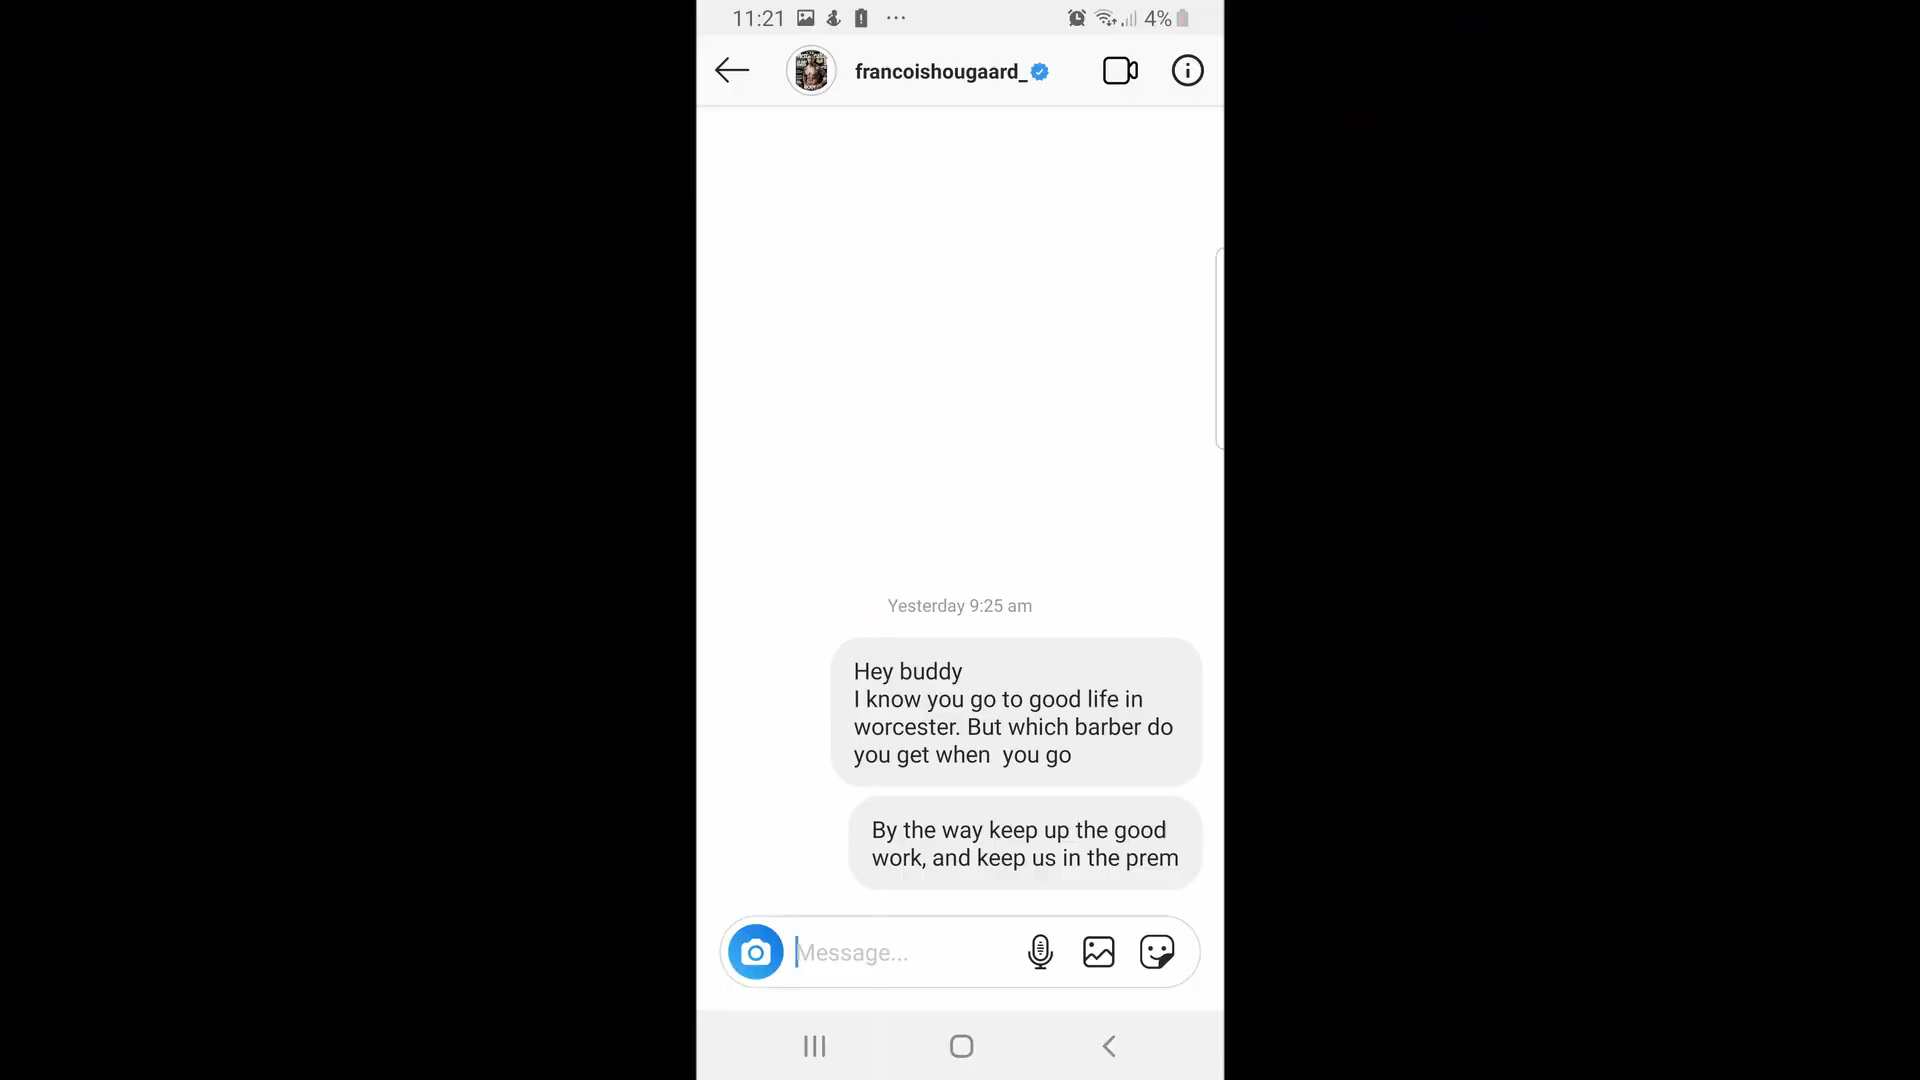 11:21 4%
francoishougaard_
Yesterday 9:25 am
Hey buddy
I know you go to good life in
worcester. But which barber do
you get when  you go
By the way keep up the good
work, and keep us in the prem
Message...